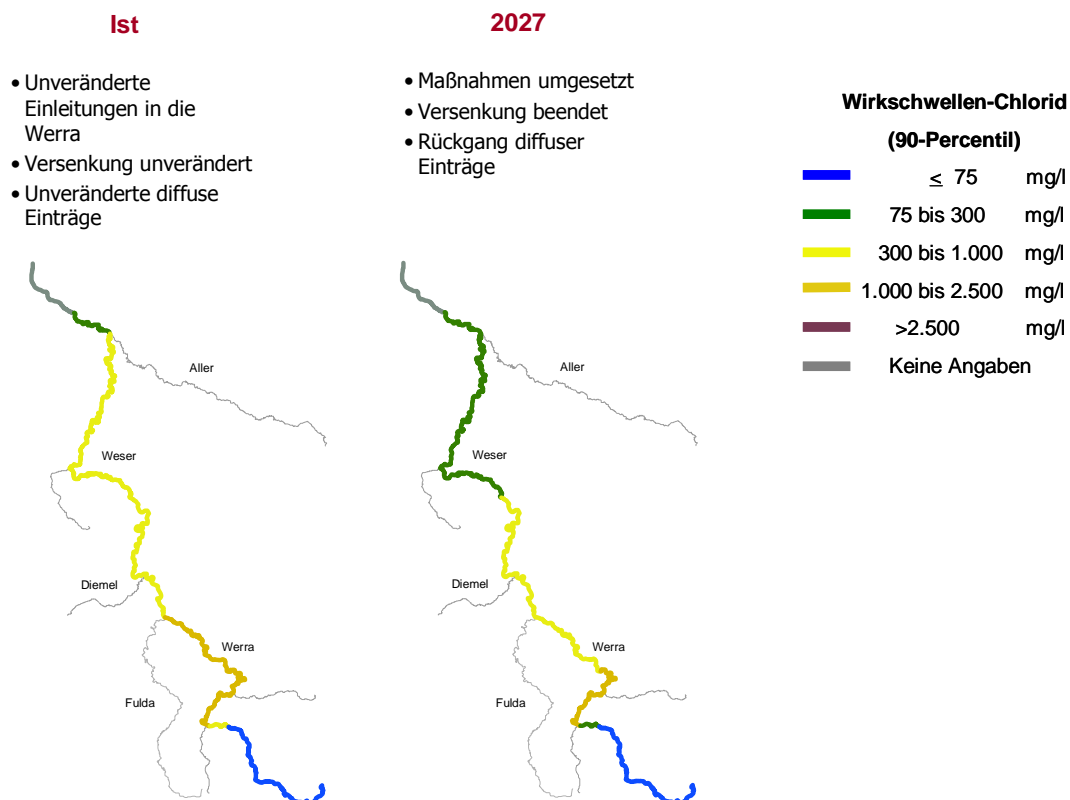 Ist
• Unveränderte
Einleitungen in die
Werra
• Versenkung unverändert
• Unveränderte diffuse
Einträge
2027
• Maßnahmen umgesetzt
• Versenkung beendet
• Rückgang diffuser
Einträge
Wirkschwellen-Chlorid
(90-Percentil)
≤ 75 mg/l
75 bis 300 mg/l
300 bis 1.000 mg/l
1.000 bis 2.500 mg/l
>2.500 mg/l
Keine Angaben
Aller
Weser
Diemel
Werra
Fulda
Aller
Weser
Diemel
Werra
Fulda